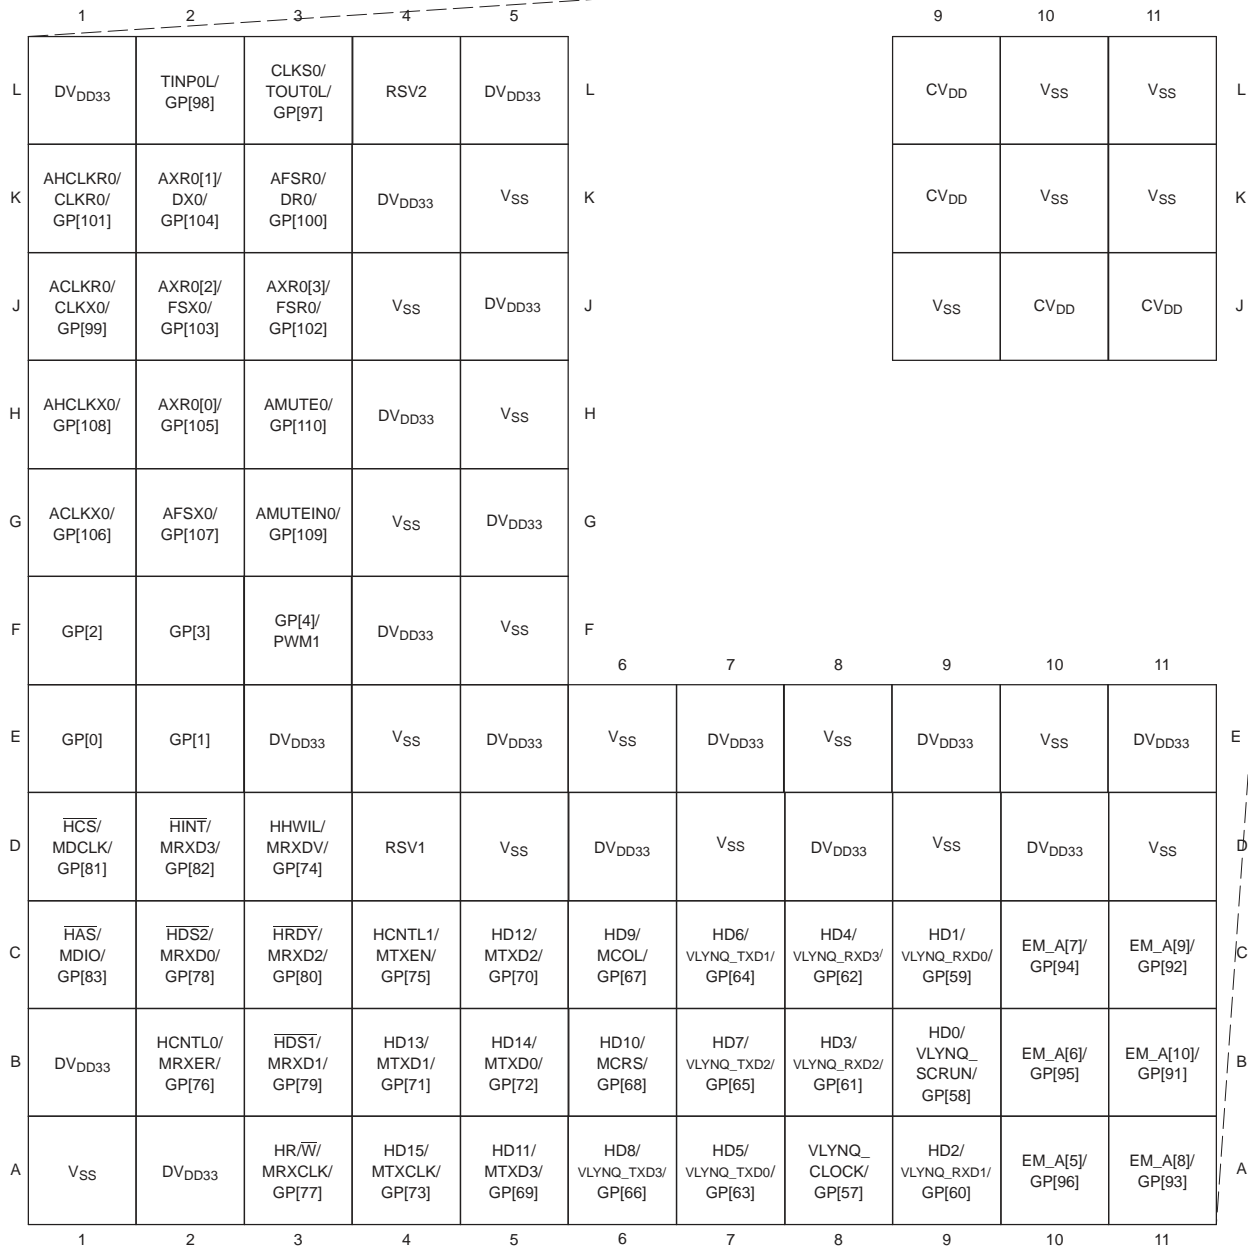 1 2 3 4 5 9 10 11
L DVDD33 TINP0L/ GP[98] CLKS0/ TOUT0L/ GP[97] RSV2 DVDD33 L CVDD VSS VSS L
K AHCLKR0/ CLKR0/ GP[101] AXR0[1]/ DX0/ GP[104] AFSR0/ DR0/ GP[100] DVDD33 VSS K CVDD VSS VSS K
J ACLKR0/ CLKX0/ GP[99] AXR0[2]/ FSX0/ GP[103] AXR0[3]/ FSR0/ GP[102] VSS DVDD33 J VSS CVDD CVDD J
H AHCLKX0/ GP[108] AXR0[0]/ GP[105] AMUTE0/ GP[110] DVDD33 VSS H
G ACLKX0/ GP[106] AFSX0/ GP[107] AMUTEIN0/ GP[109] VSS DVDD33 G
F GP[2] GP[3] GP[4]/ PWM1 DVDD33 VSS F
6 7 8 9 10 11
E GP[0] GP[1] DVDD33 VSS DVDD33 VSS DVDD33 VSS DVDD33 VSS DVDD33 E
D HCS/ MDCLK/ GP[81] HINT/ MRXD3/ GP[82] HHWIL/ MRXDV/ GP[74] RSV1 VSS DVDD33 VSS DVDD33 VSS DVDD33 VSS D
C HAS/ MDIO/ GP[83] HDS2/ MRXD0/ GP[78] HRDY/ MRXD2/ GP[80] HCNTL1/ MTXEN/ GP[75] HD12/ MTXD2/ GP[70] HD9/ MCOL/ GP[67] HD6/ VLYNQ_TXD1/ GP[64] HD4/ VLYNQ_RXD3/ GP[62] HD1/ VLYNQ_RXD0/ GP[59] EM_A[7]/ GP[94] EM_A[9]/ GP[92] C
B DVDD33 HCNTL0/ MRXER/ GP[76] HDS1/ MRXD1/ GP[79] HD13/ MTXD1/ GP[71] HD14/ MTXD0/ GP[72] HD10/ MCRS/ GP[68] HD7/ VLYNQ_TXD2/ GP[65] HD3/ VLYNQ_RXD2/ GP[61] HD0/ VLYNQ_ SCRUN/ GP[58] EM_A[6]/ GP[95] EM_A[10]/ GP[91] B
A VSS DVDD33 HR/W/ MRXCLK/ GP[77] HD15/ MTXCLK/ GP[73] HD11/ MTXD3/ GP[69] HD8/ VLYNQ_TXD3/ GP[66] HD5/ VLYNQ_TXD0/ GP[63] VLYNQ_ CLOCK/ GP[57] HD2/ VLYNQ_RXD1/ GP[60] EM_A[5]/ GP[96] EM_A[8]/ GP[93] A
1 2 3 4 5 6 7 8 9 10 11